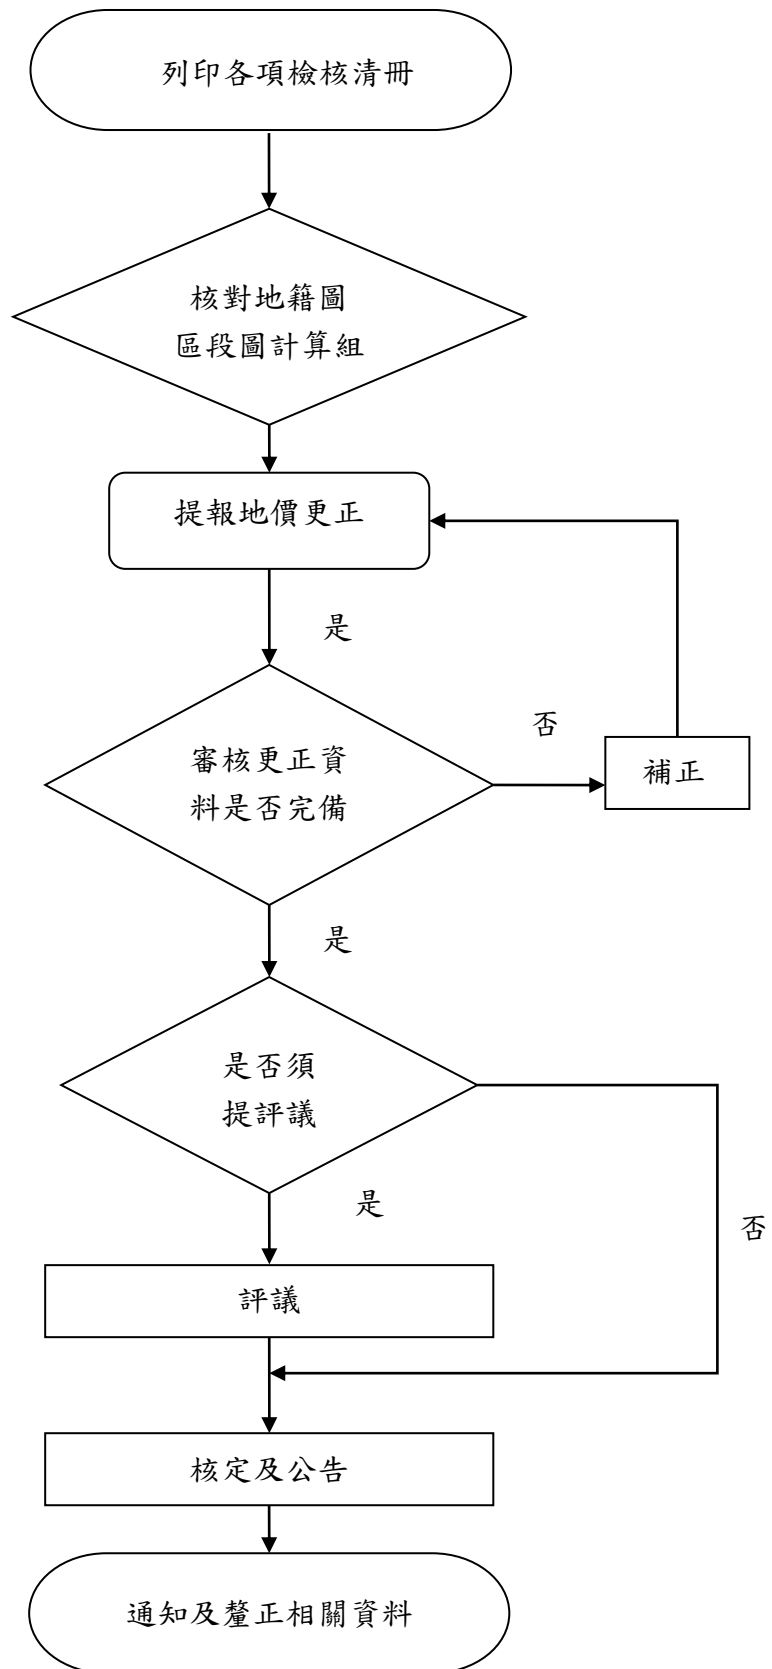 列印各項檢核清冊
核對地籍圖
區段圖計算組
提報地價更正
是
否
審核更正資
料是否完備
補正
是
是否須
提評議
是
否
評議
核定及公告
通知及釐正相關資料